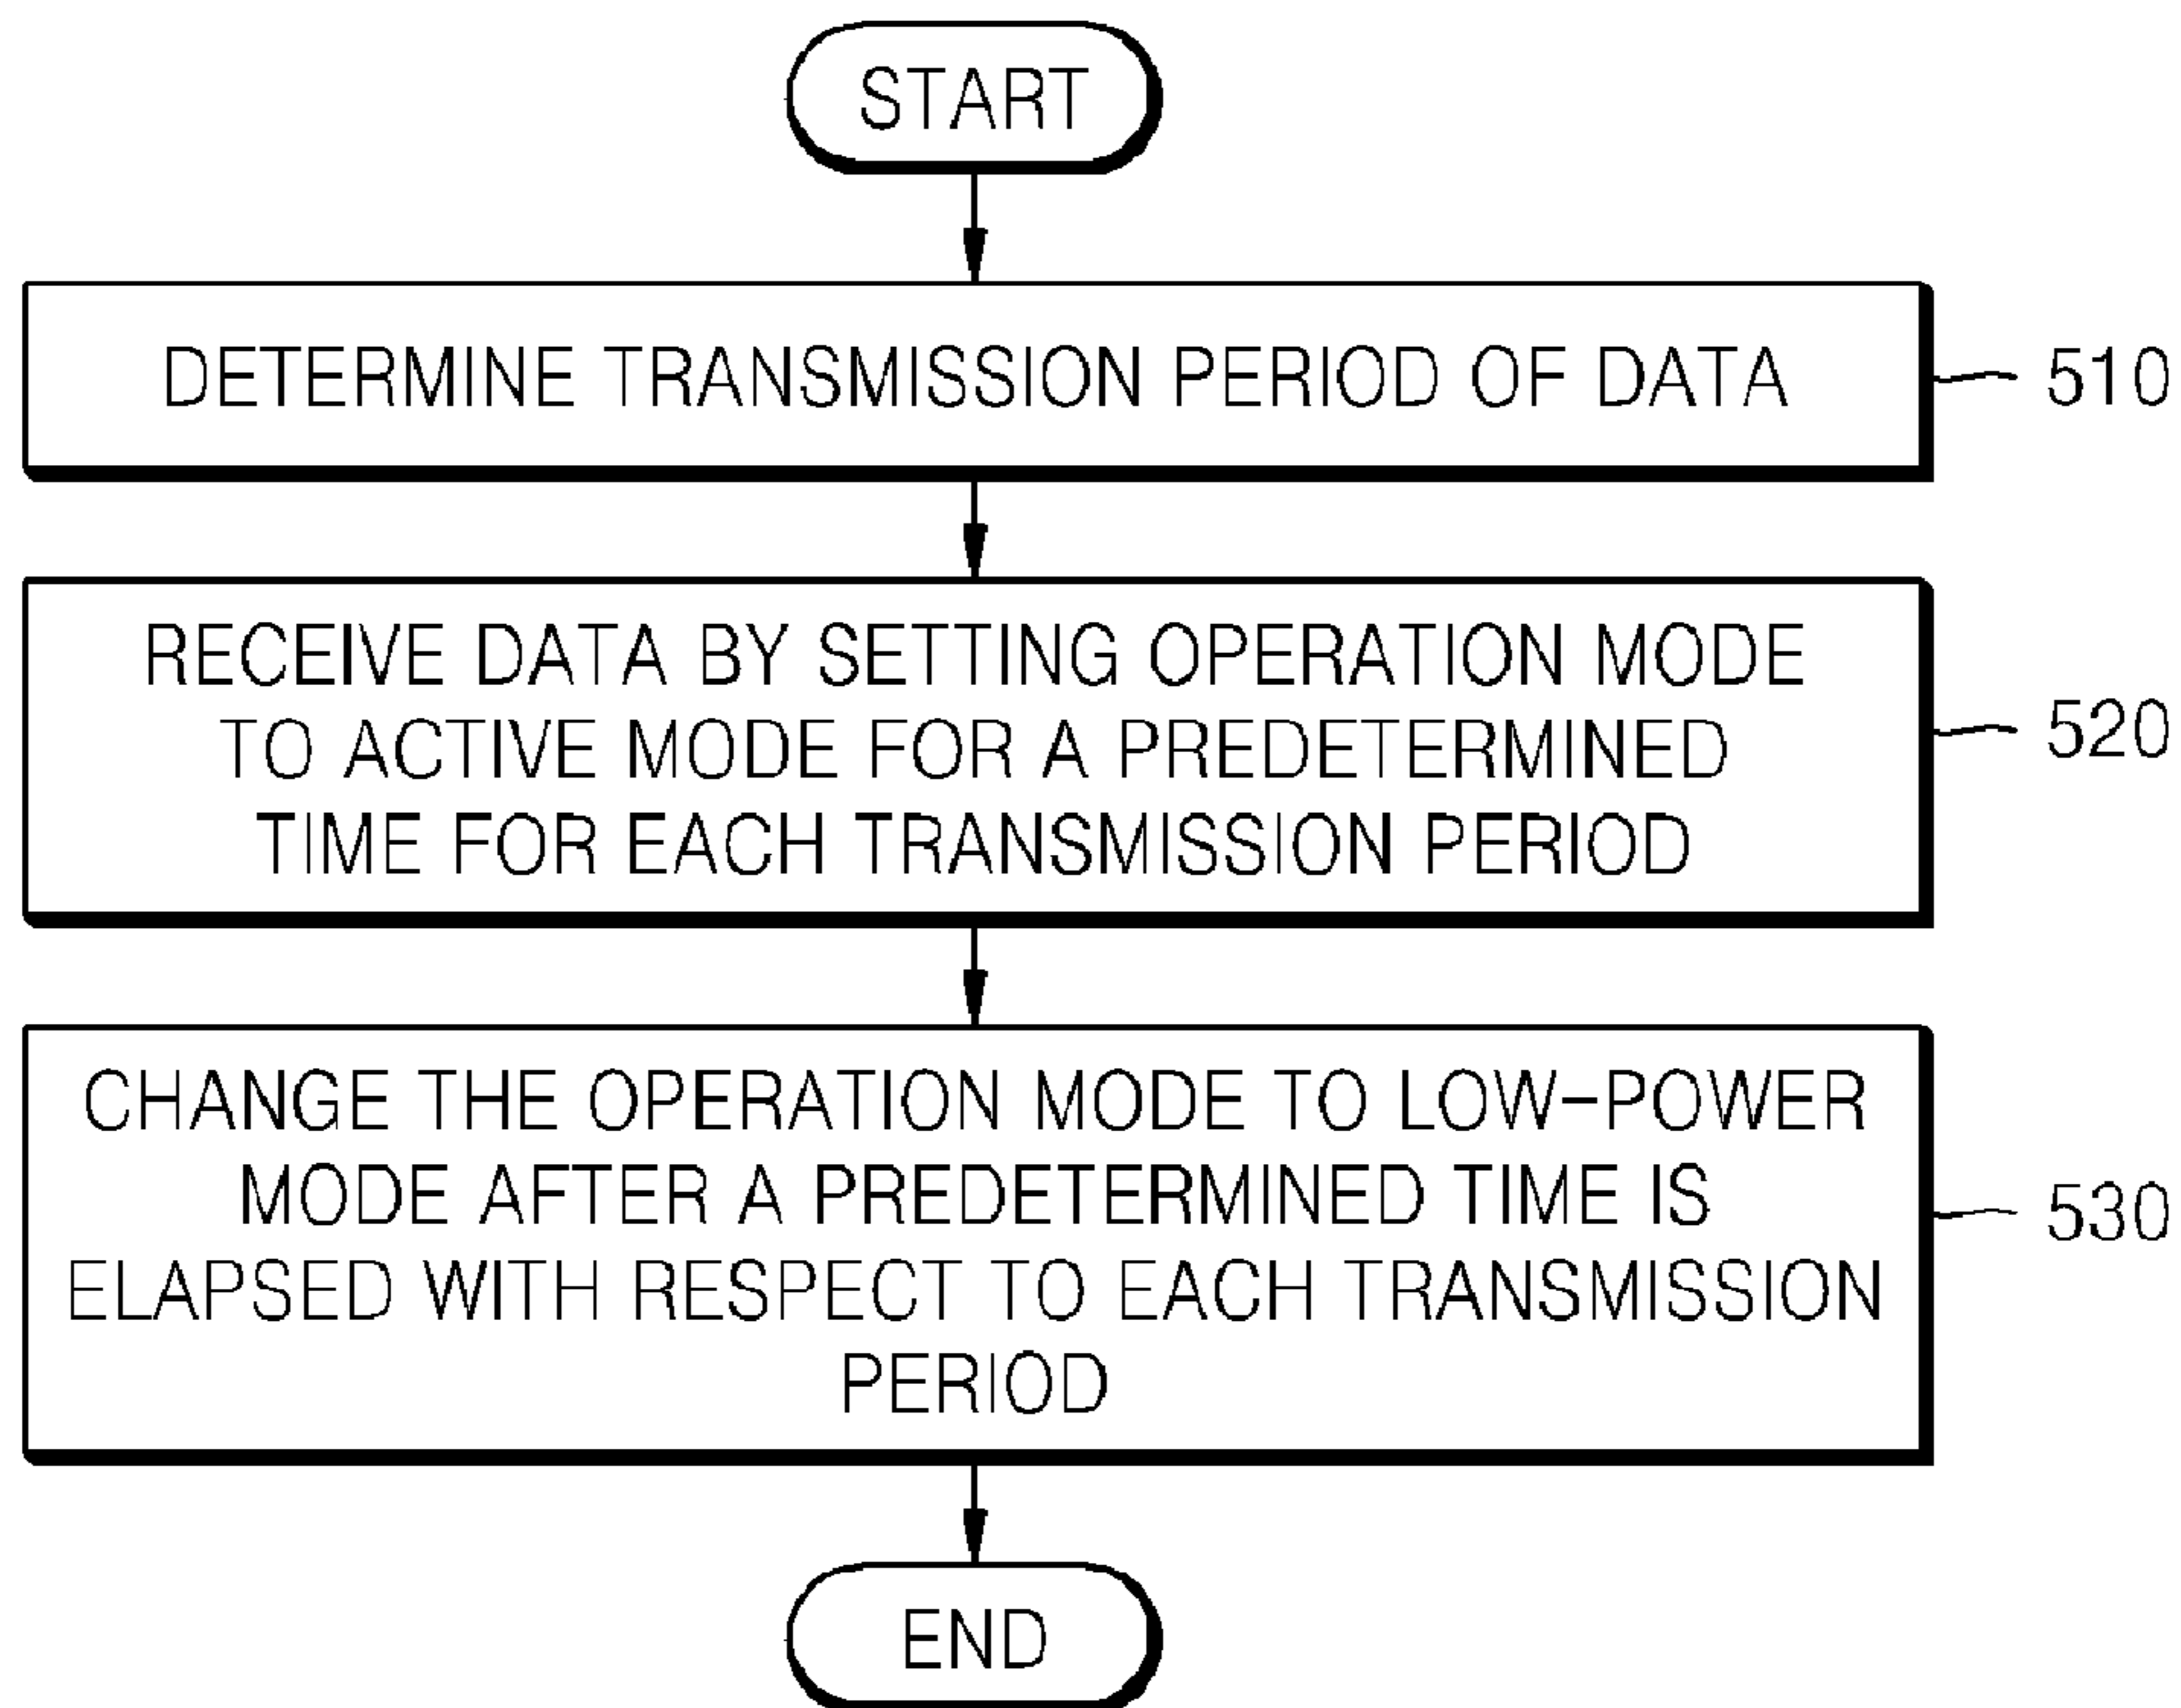 START
DETERMINE TRANSMISSION PERIOD OF DATA
510
RECEIVE DATA BY SETTING OPERATION MODE
TO ACTIVE MODE FOR A PREDETERMINED
TIME FOR EACH TRANSMISSION PERIOD
520
CHANGE THE OPERATION MODE TO LOW-POWER
MODE AFTER A PREDETERMINED TIME IS
ELAPSED WITH RESPECT TO EACH TRANSMISSION
PERIOD
530
END